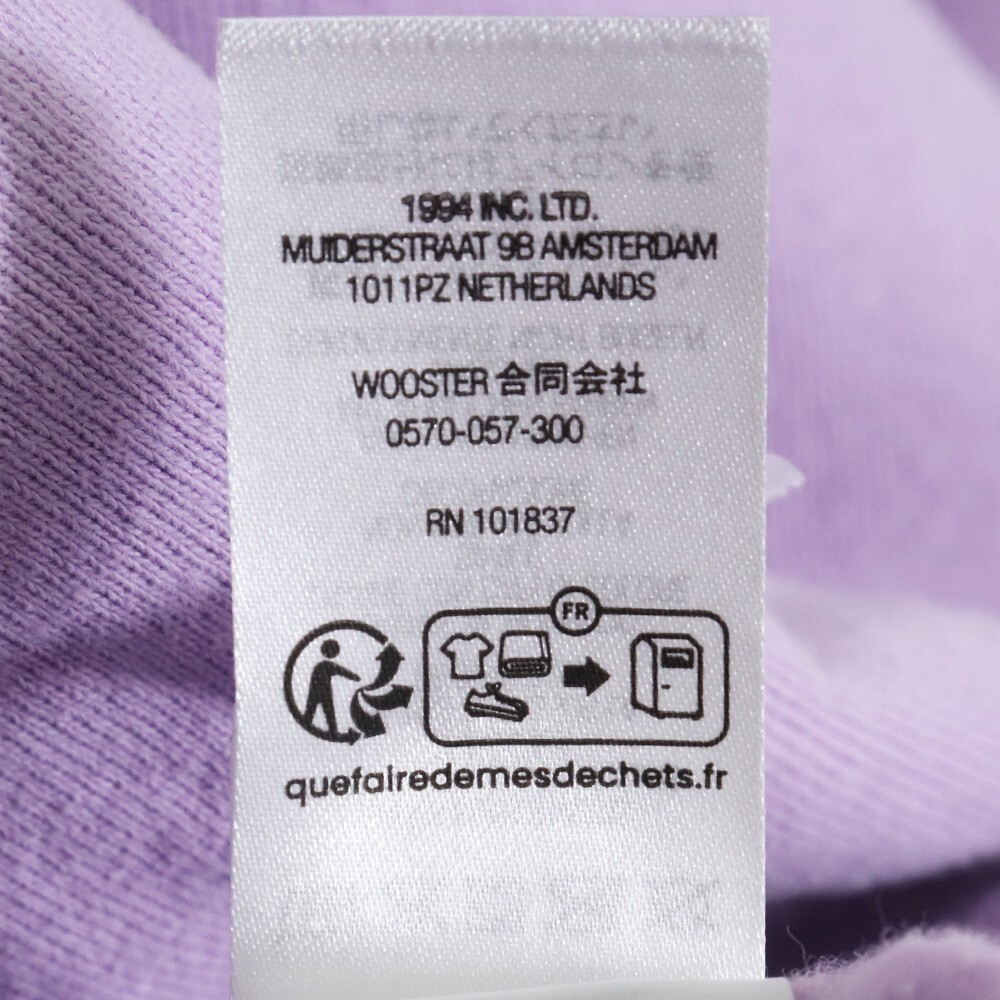 1994 INC. LTD.
MUIDERSTRAAT 9B AMSTERDAM
1011PZ NETHERLANDS
WOOSTER 合同会社
0570-057-300
RN 101837
FR
quefairedemesdechets.fr